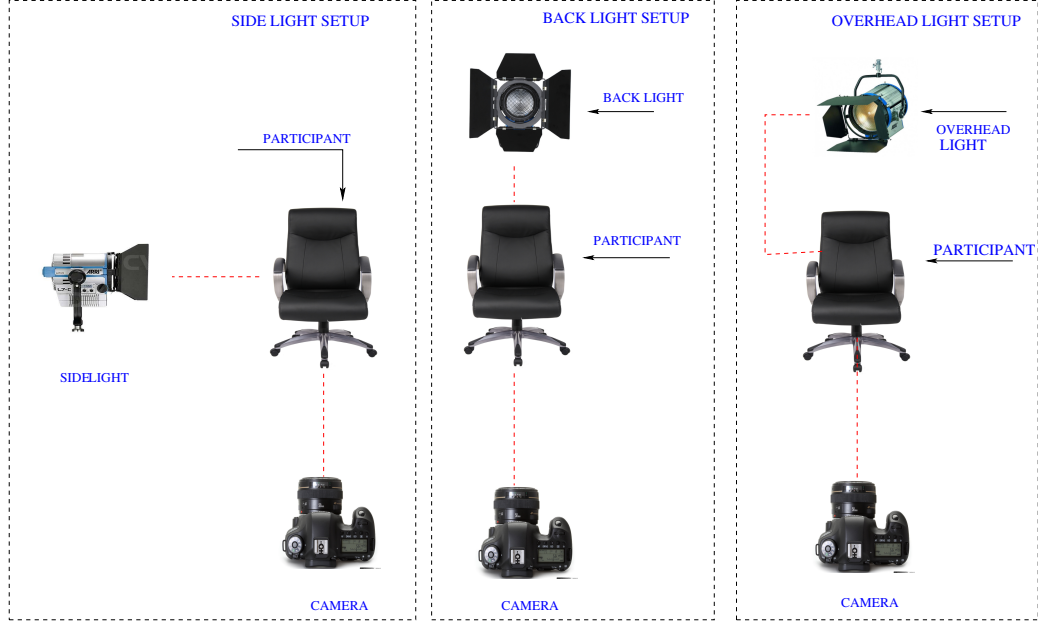 SIDE LIGHT SETUP
PARTICIPANT
ARRI
SIDELIGHT
CAMERA
BACK LIGHT SETUP
BACK LIGHT
PARTICIPANT
CAMERA
OVERHEAD LIGHT SETUP
OVERHEAD
LIGHT
PARTICIPANT
CAMERA